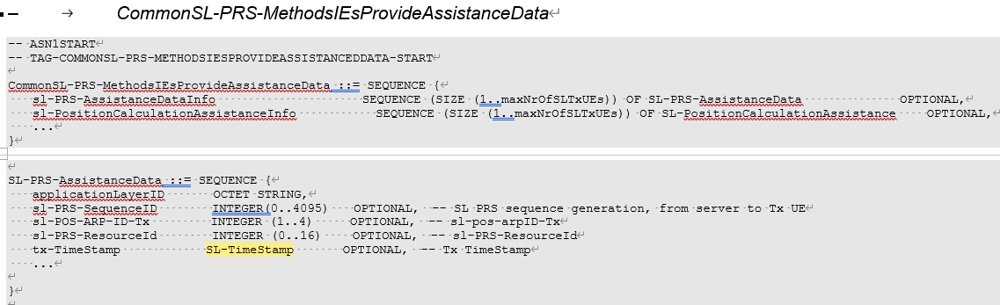 – → CommonSL-PRS-MethodsIEsProvideAssistanceData↵
-- ASN1START↵
-- TAG-COMMONSL-PRS-METHODSIESPROVIDEASSISTANCEDDATA-START↵
↵
CommonSL-PRS-MethodsIEsProvideAssistanceData ::= SEQUENCE {↵
sl-PRS-AssistanceDataInfo SEQUENCE (SIZE (1..maxNrOfSLTxUEs)) OF SL-PRS-AssistanceData OPTIONAL,↵
sl-PositionCalculationAssistanceInfo SEQUENCE (SIZE (1..maxNrOfSLTxUEs)) OF SL-PositionCalculationAssistance OPTIONAL,↵
...↵
}↵
↵
SL-PRS-AssistanceData ::= SEQUENCE {↵
applicationLayerID OCTET STRING,↵
sl-PRS-SequenceID INTEGER(0..4095) OPTIONAL, -- SL PRS sequence generation, from server to Tx UE↵
sl-POS-ARP-ID-Tx INTEGER (1..4) OPTIONAL, -- sl-pos-arpID-Tx↵
sl-PRS-ResourceId INTEGER (0..16) OPTIONAL, -- sl-PRS-ResourceId↵
tx-TimeStamp SL-TimeStamp OPTIONAL, -- Tx TimeStamp↵
...↵
↵
}↵
↵